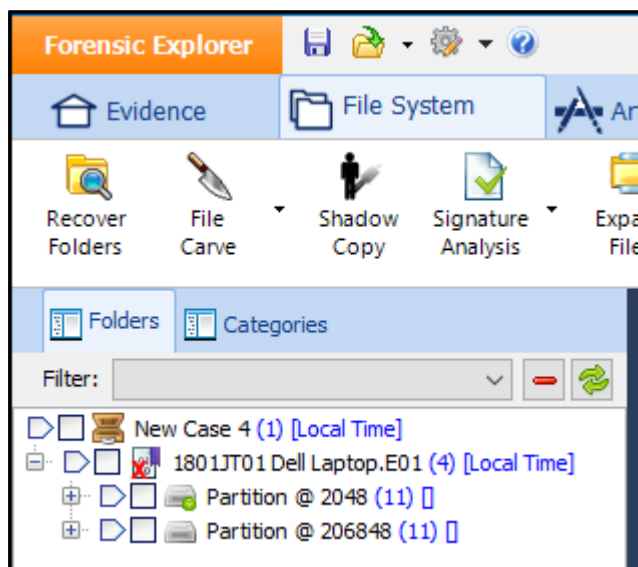 Forensic Explorer
Evidence
File System
Recover Folders
File Carve
Shadow Copy
Signature Analysis
Folders
Categories
Filter:
New Case 4 (1) [Local Time]
1801JT01 Dell Laptop.E01 (4) [Local Time]
Partition @ 2048 (11) []
Partition @ 206848 (11) []